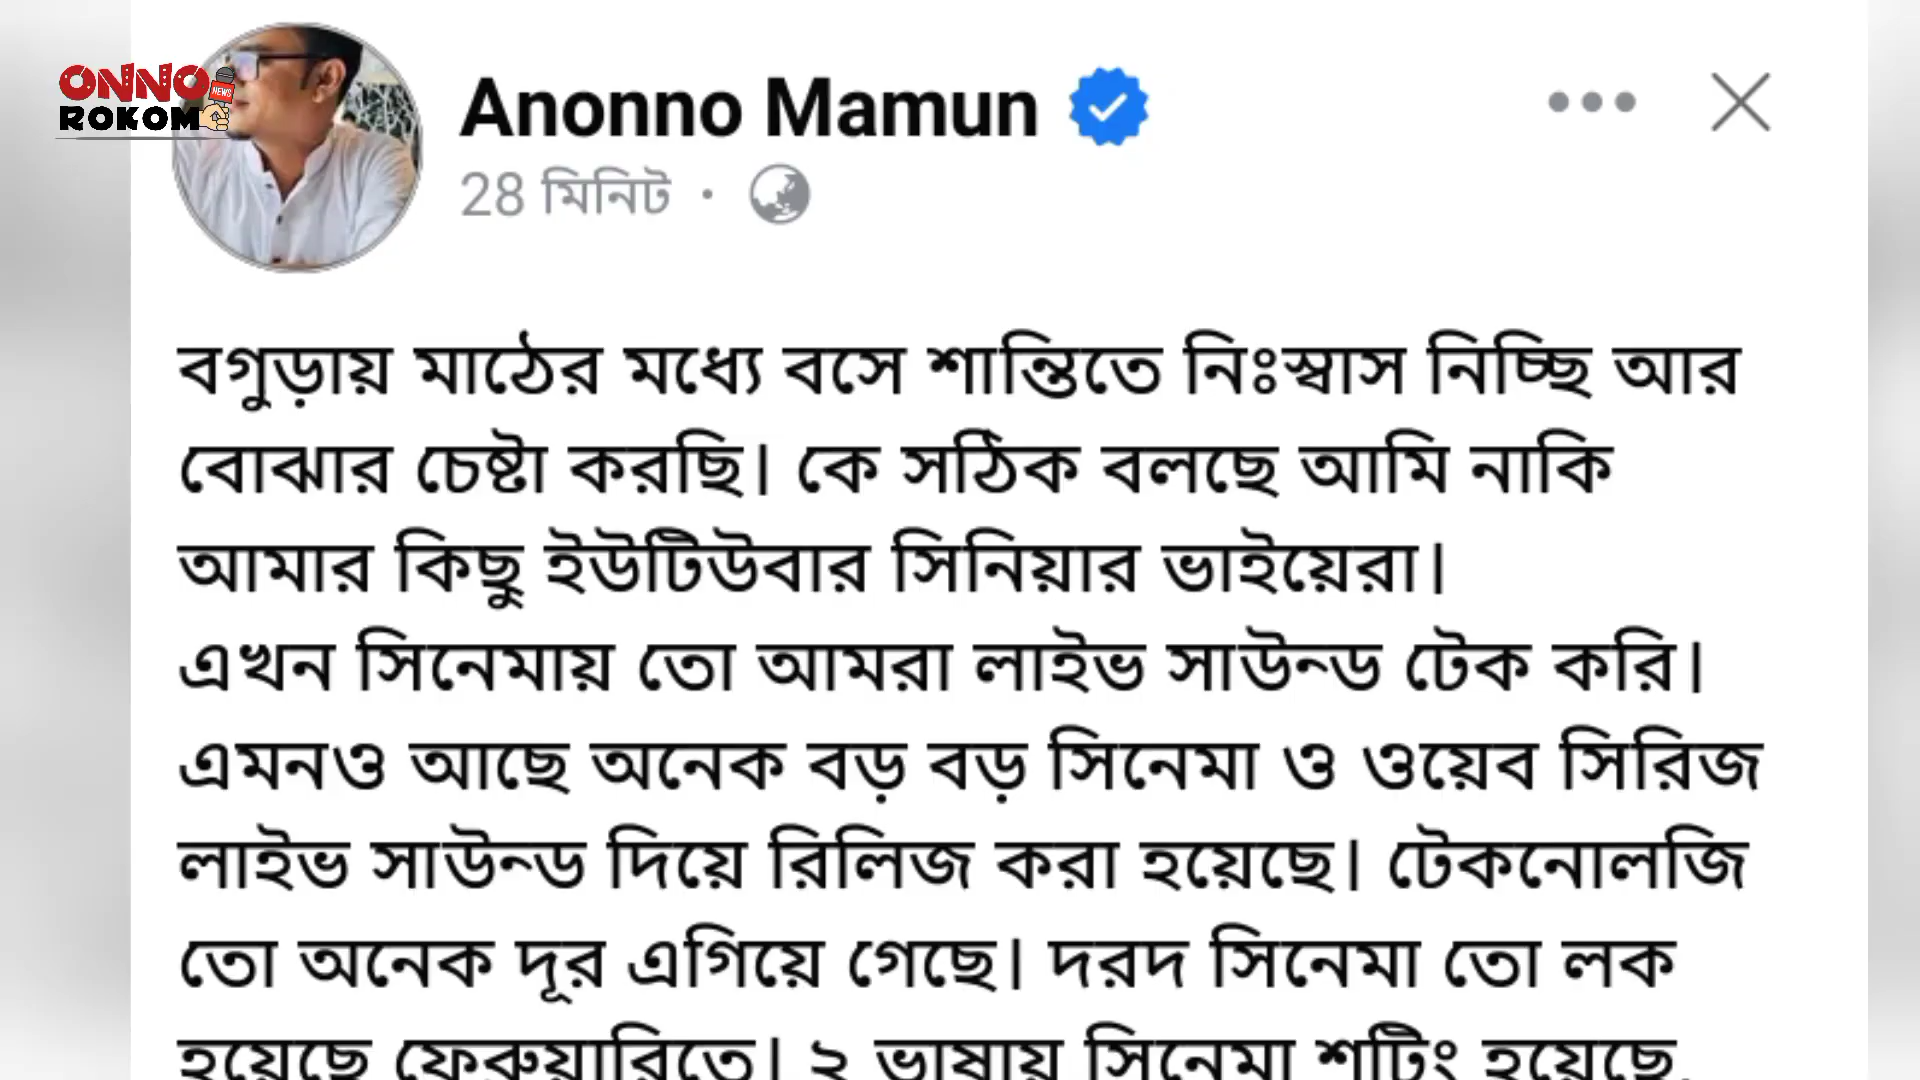 ONNO
ROKOM
NEWS
Anonno Mamun
28 মিনিট ·
বগুড়ায় মাঠের মধ্যে বসে শান্তিতে নিঃস্বাস নিচ্ছি আর
বোঝার চেষ্টা করছি। কে সঠিক বলছে আমি নাকি
আমার কিছু ইউটিউবার সিনিয়ার ভাইয়েরা।
এখন সিনেমায় তো আমরা লাইভ সাউন্ড টেক করি।
এমনও আছে অনেক বড় বড় সিনেমা ও ওয়েব সিরিজ
লাইভ সাউন্ড দিয়ে রিলিজ করা হয়েছে। টেকনোলজি
তো অনেক দূর এগিয়ে গেছে। দরদ সিনেমা তো লক
হয়েছে ফেব্রুয়ারিতে। ২ ভাষায় সিনেমা শুটিং হয়েছে,